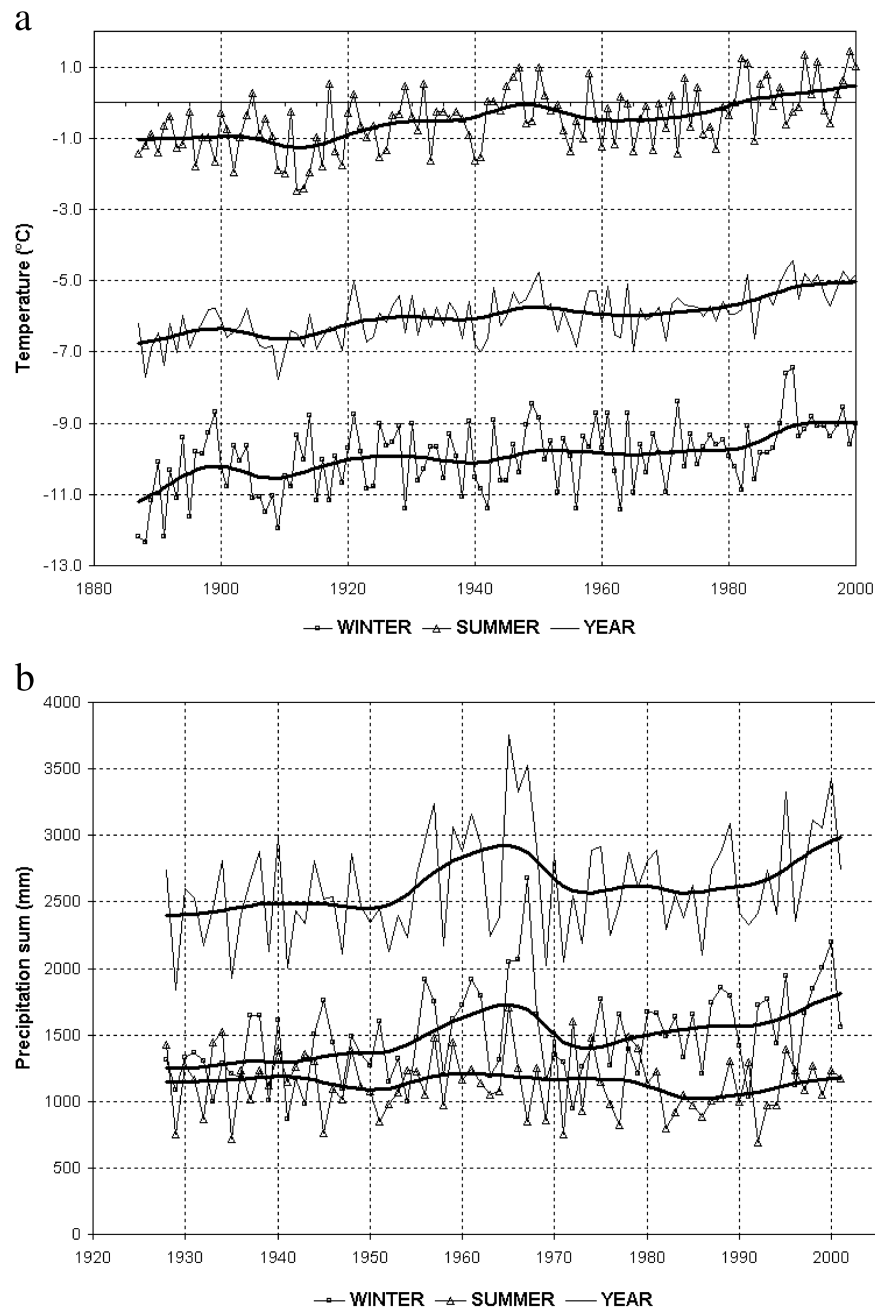 a
1.0
-1.0
-3.0
-5.0
-7.0
-9.0
-11.0
-13.0
Temperature (°C)
1880 1900 1920 1940 1960 1980 2000
WINTER SUMMER YEAR
b
4000
3500
3000
2500
2000
1500
1000
500
0
Precipitation sum (mm)
1920 1930 1940 1950 1960 1970 1980 1990 2000
WINTER SUMMER YEAR